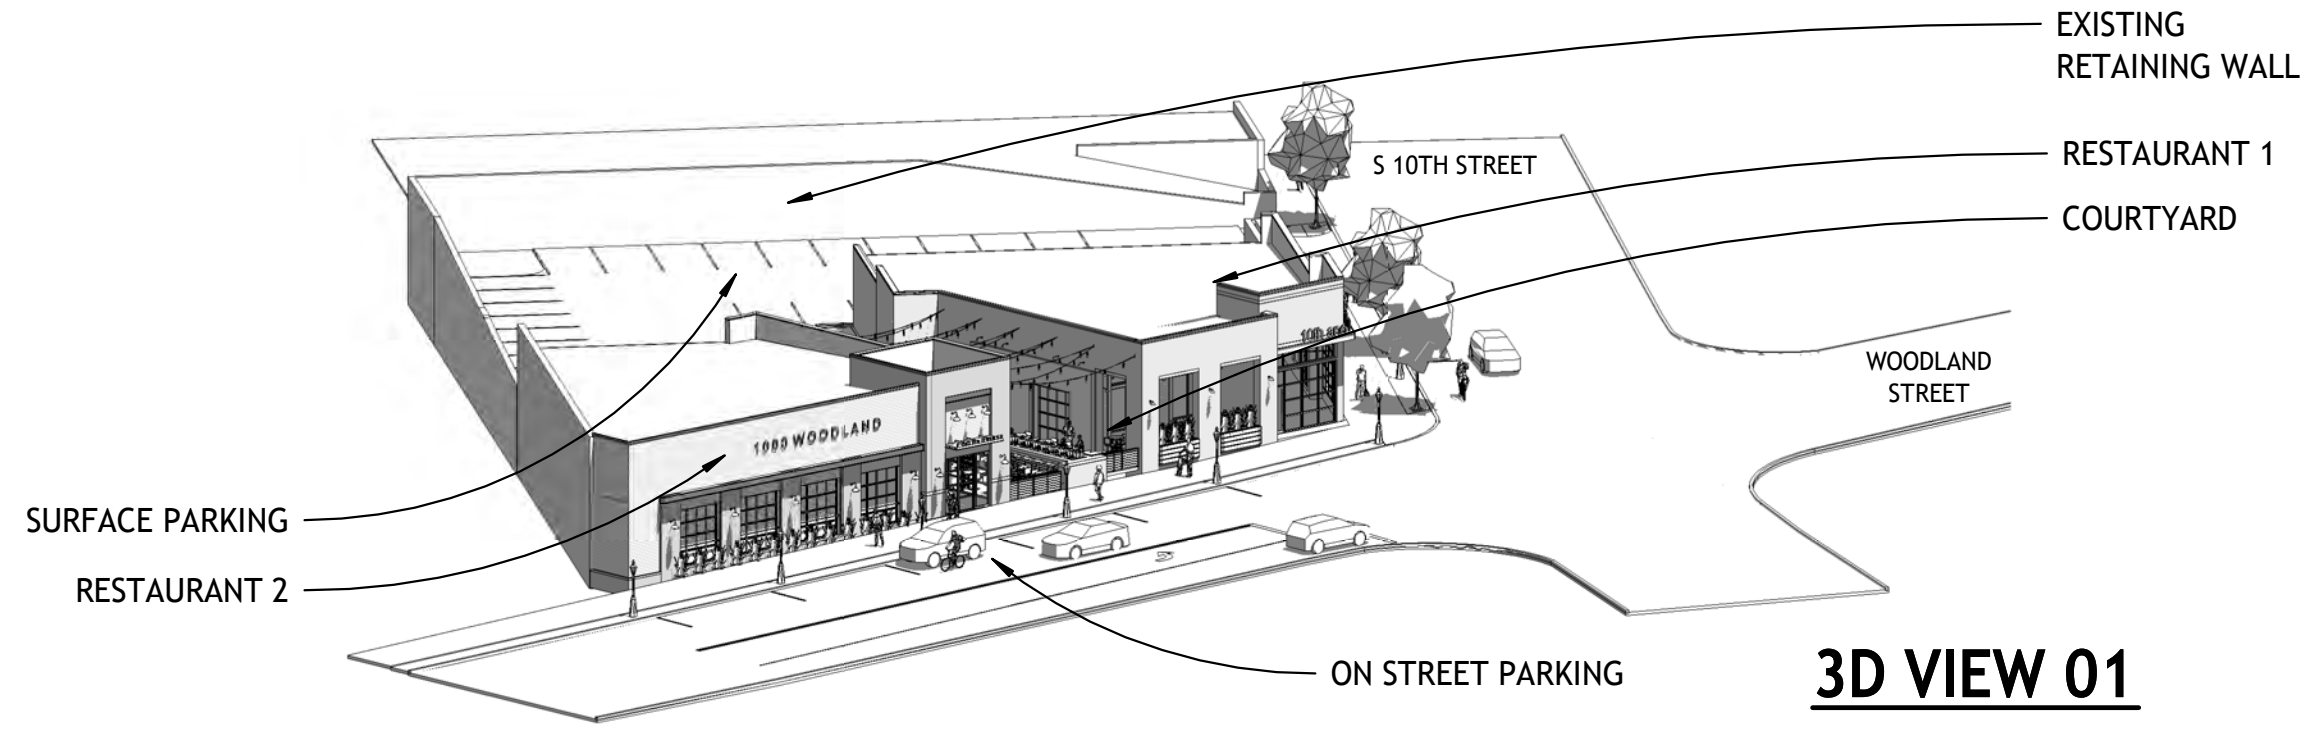 EXISTING
RETAINING WALL
RESTAURANT 1
S 10TH STREET
COURTYARD
WOODLAND
STREET
1000 WOODLAND
SURFACE PARKING
RESTAURANT 2
ON STREET PARKING
3D VIEW 01